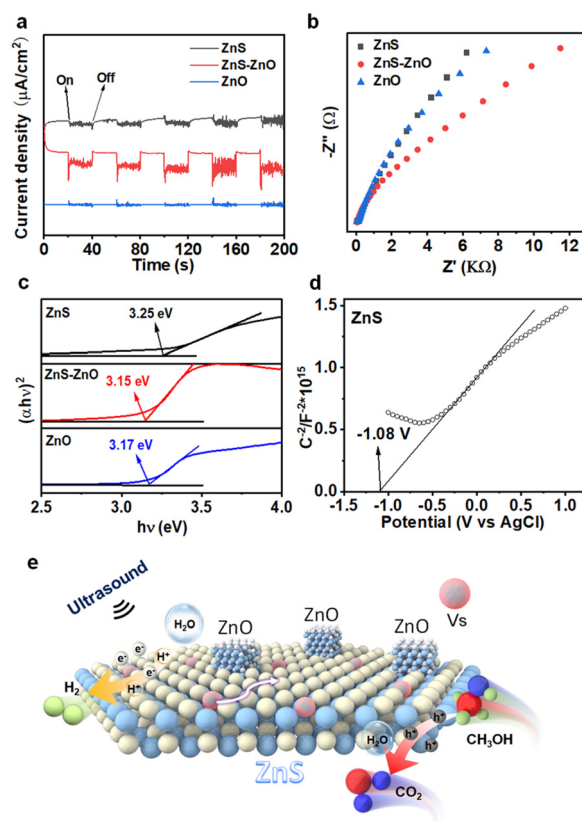 a
ZnS
ZnS-ZnO
ZnO
On
Off
Current density (μA/cm²)
0 40 80 120 160 200
Time (s)
b
ZnS
ZnS-ZnO
ZnO
-Z'' (Ω)
0 2 4 6 8 10 12
Z' (KΩ)
c
ZnS
3.25 eV
ZnS-ZnO
3.15 eV
ZnO
3.17 eV
(αhν)²
2.5 3.0 3.5 4.0
hν (eV)
d
ZnS
1.5
1.0
0.5
0.0
C⁻²/F⁻²*10¹⁵
-1.08 V
-1.5 -1.0 -0.5 0.0 0.5 1.0
Potential (V vs AgCl)
e
Ultrasound
H₂O
ZnO
ZnO
ZnO
Vs
e⁻
e⁻
e⁻
H⁺
H⁺
H₂
H₂O
h⁺
h⁺
h⁺
CH₃OH
CO₂
ZnS